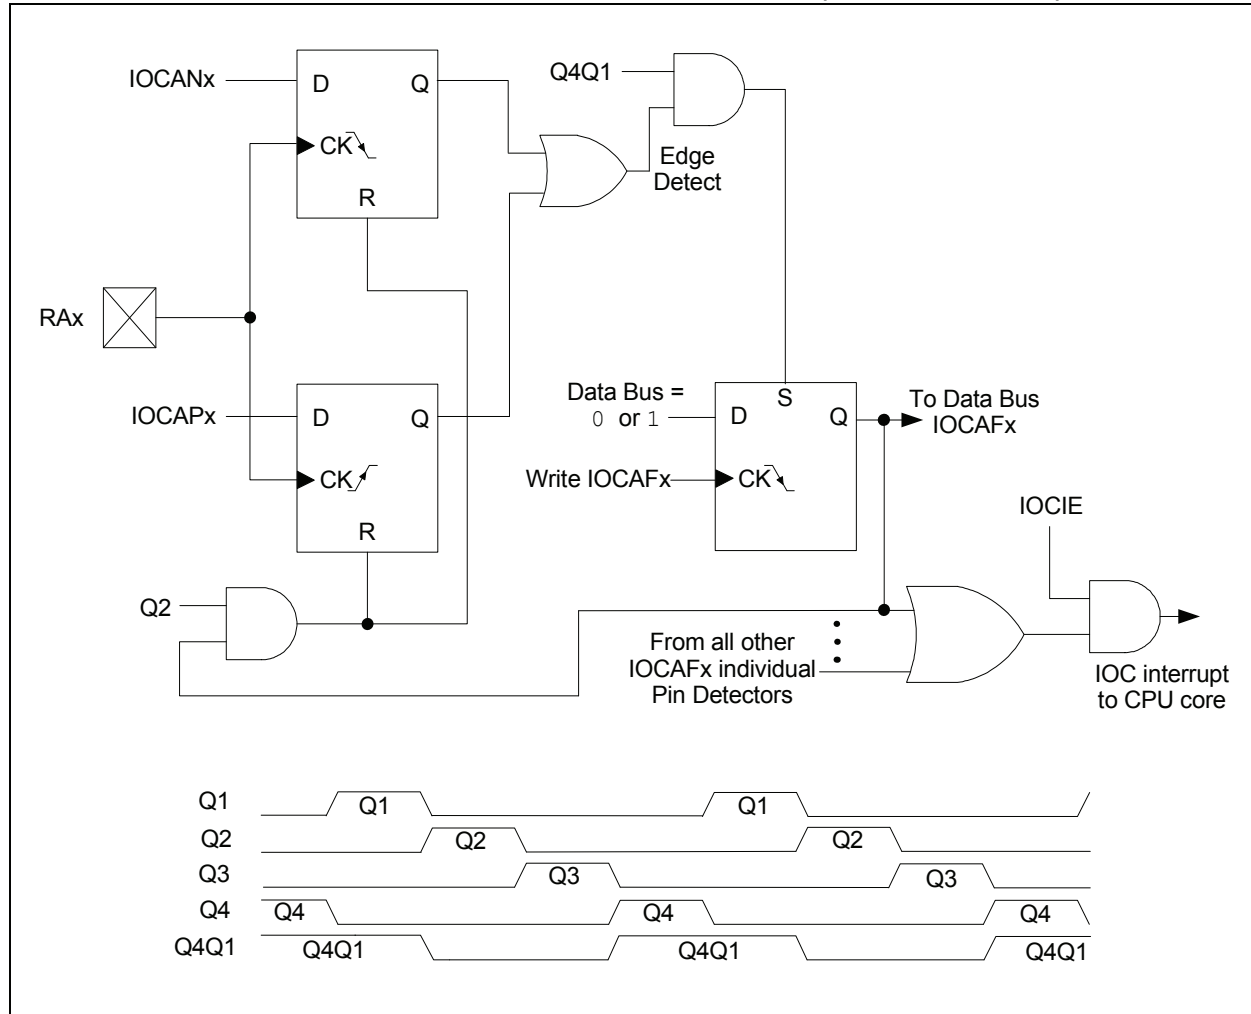 IOCANx
D
Q
CK
R
Q4Q1
Edge
Detect
RAx
IOCAPx
D
Q
CK
R
Data Bus =
0 or 1
S
D
Q
To Data Bus
IOCAFx
Write IOCAFx
CK
IOCIE
Q2
From all other
IOCAFx individual
Pin Detectors
IOC interrupt
to CPU core
Q1
Q1
Q1
Q2
Q2
Q2
Q3
Q3
Q3
Q4
Q4
Q4
Q4
Q4Q1
Q4Q1
Q4Q1
Q4Q1